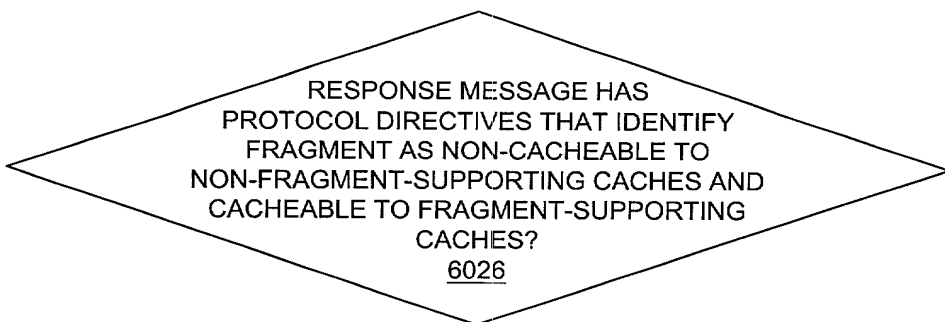 RESPONSE MESSAGE HAS
PROTOCOL DIRECTIVES THAT IDENTIFY
FRAGMENT AS NON-CACHEABLE TO
NON-FRAGMENT-SUPPORTING CACHES AND
CACHEABLE TO FRAGMENT-SUPPORTING
CACHES?
6026